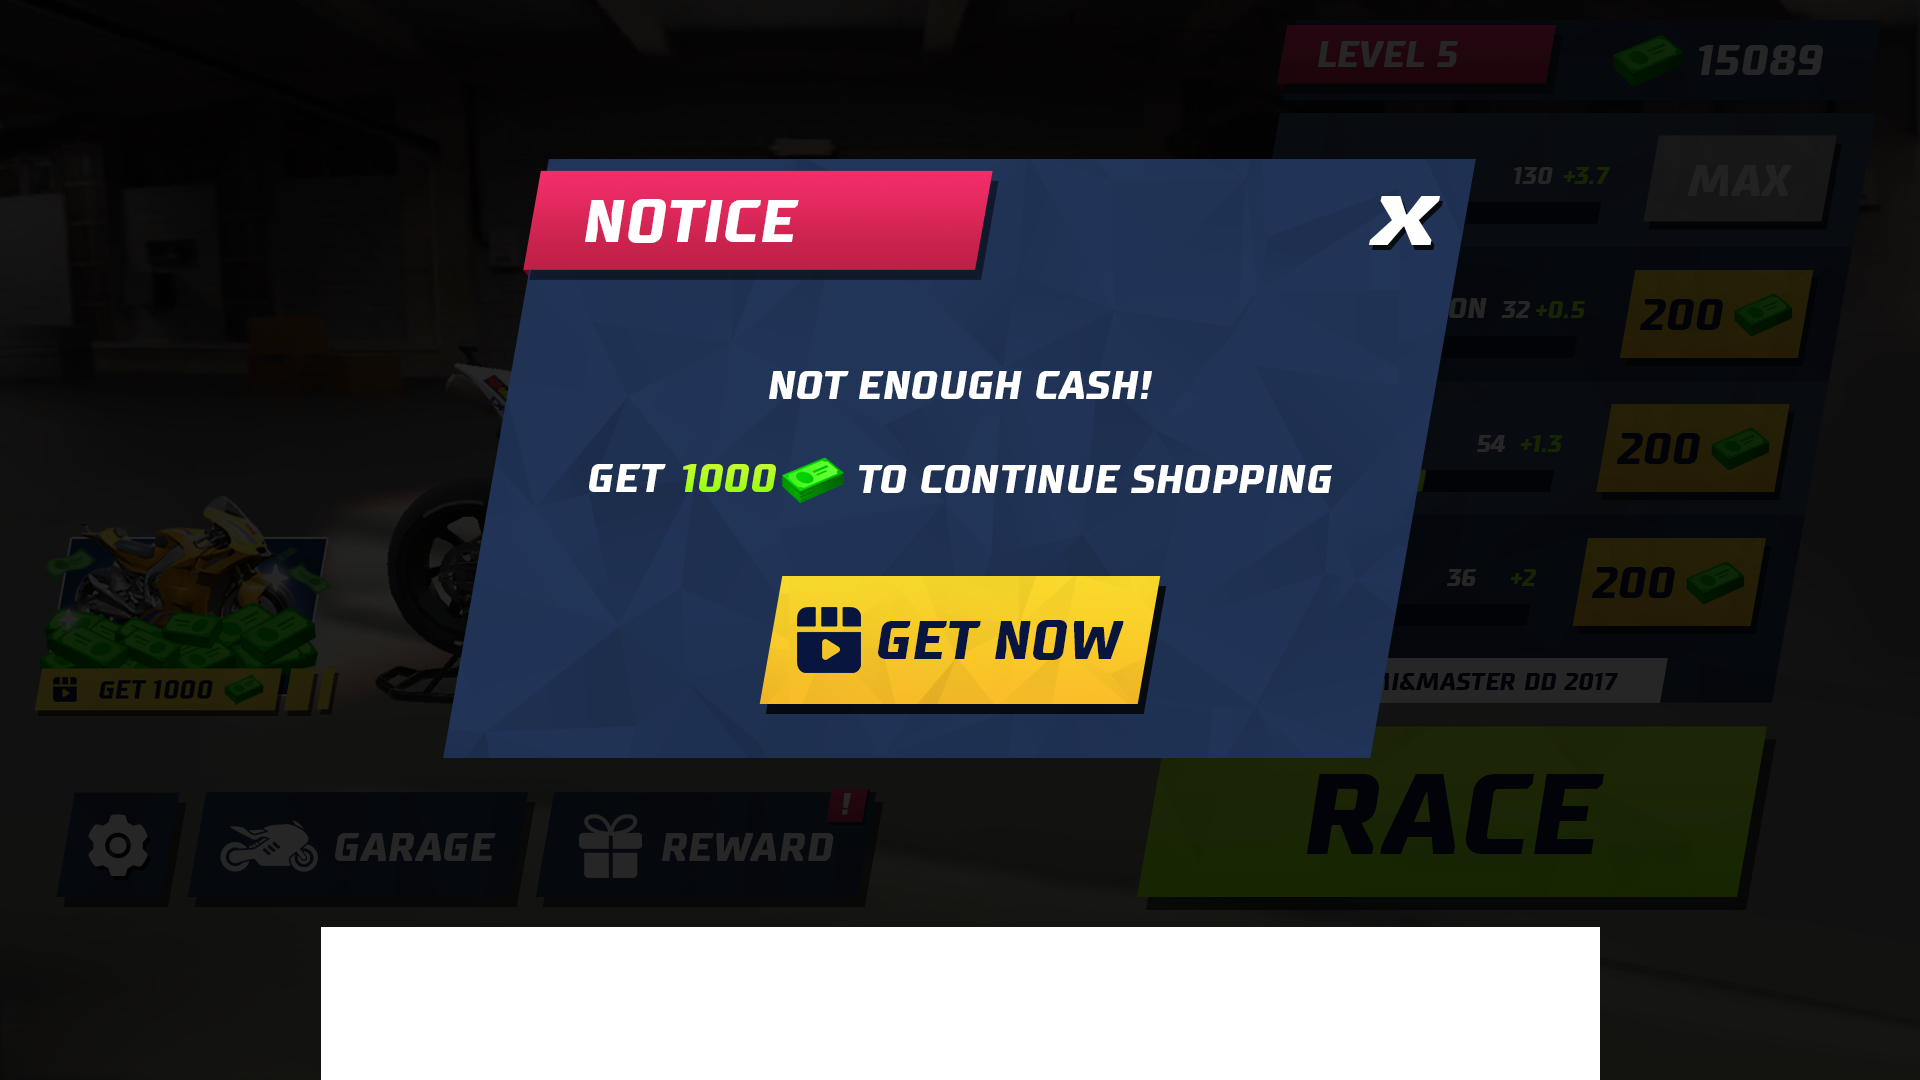 LEVEL 5
15089
NOTICE
X
130 +3.7
MAX
ON 32 +0.5
200
NOT ENOUGH CASH!
54 +1.3
200
GET 1000 TO CONTINUE SHOPPING
36 +2
200
GET NOW
GET 1000
&MASTER DD 2017
RACE
GARAGE
REWARD
!